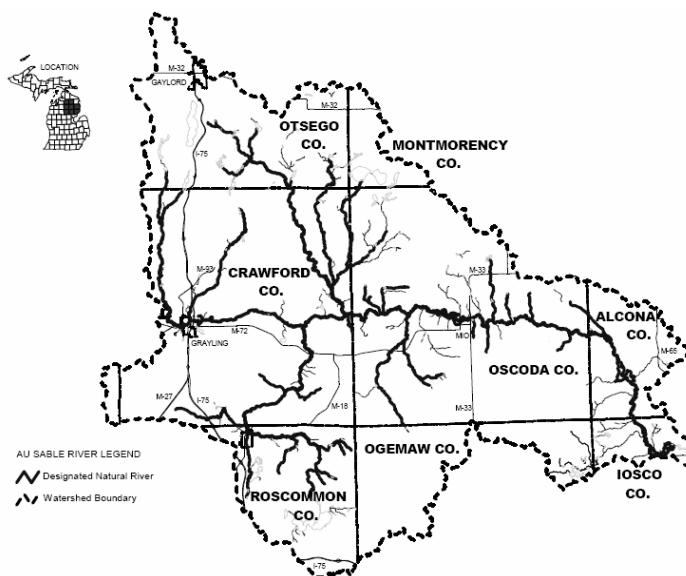 LOCATION
M-32
GAYLORD
M-32
OTSEGO
CO.
MONTMORENCY
CO.
I-75
M-93
CRAWFORD
CO.
M-33
ALCONA
CO.
M-72
GRAYLING
MIO
M-65
OSCODA CO.
M-27
I-75
M-18
M-33
OGEMAW CO.
AU SABLE RIVER LEGEND
Designated Natural River
Watershed Boundary
ROSCOMMON
CO.
IOSCO
CO.
I-75